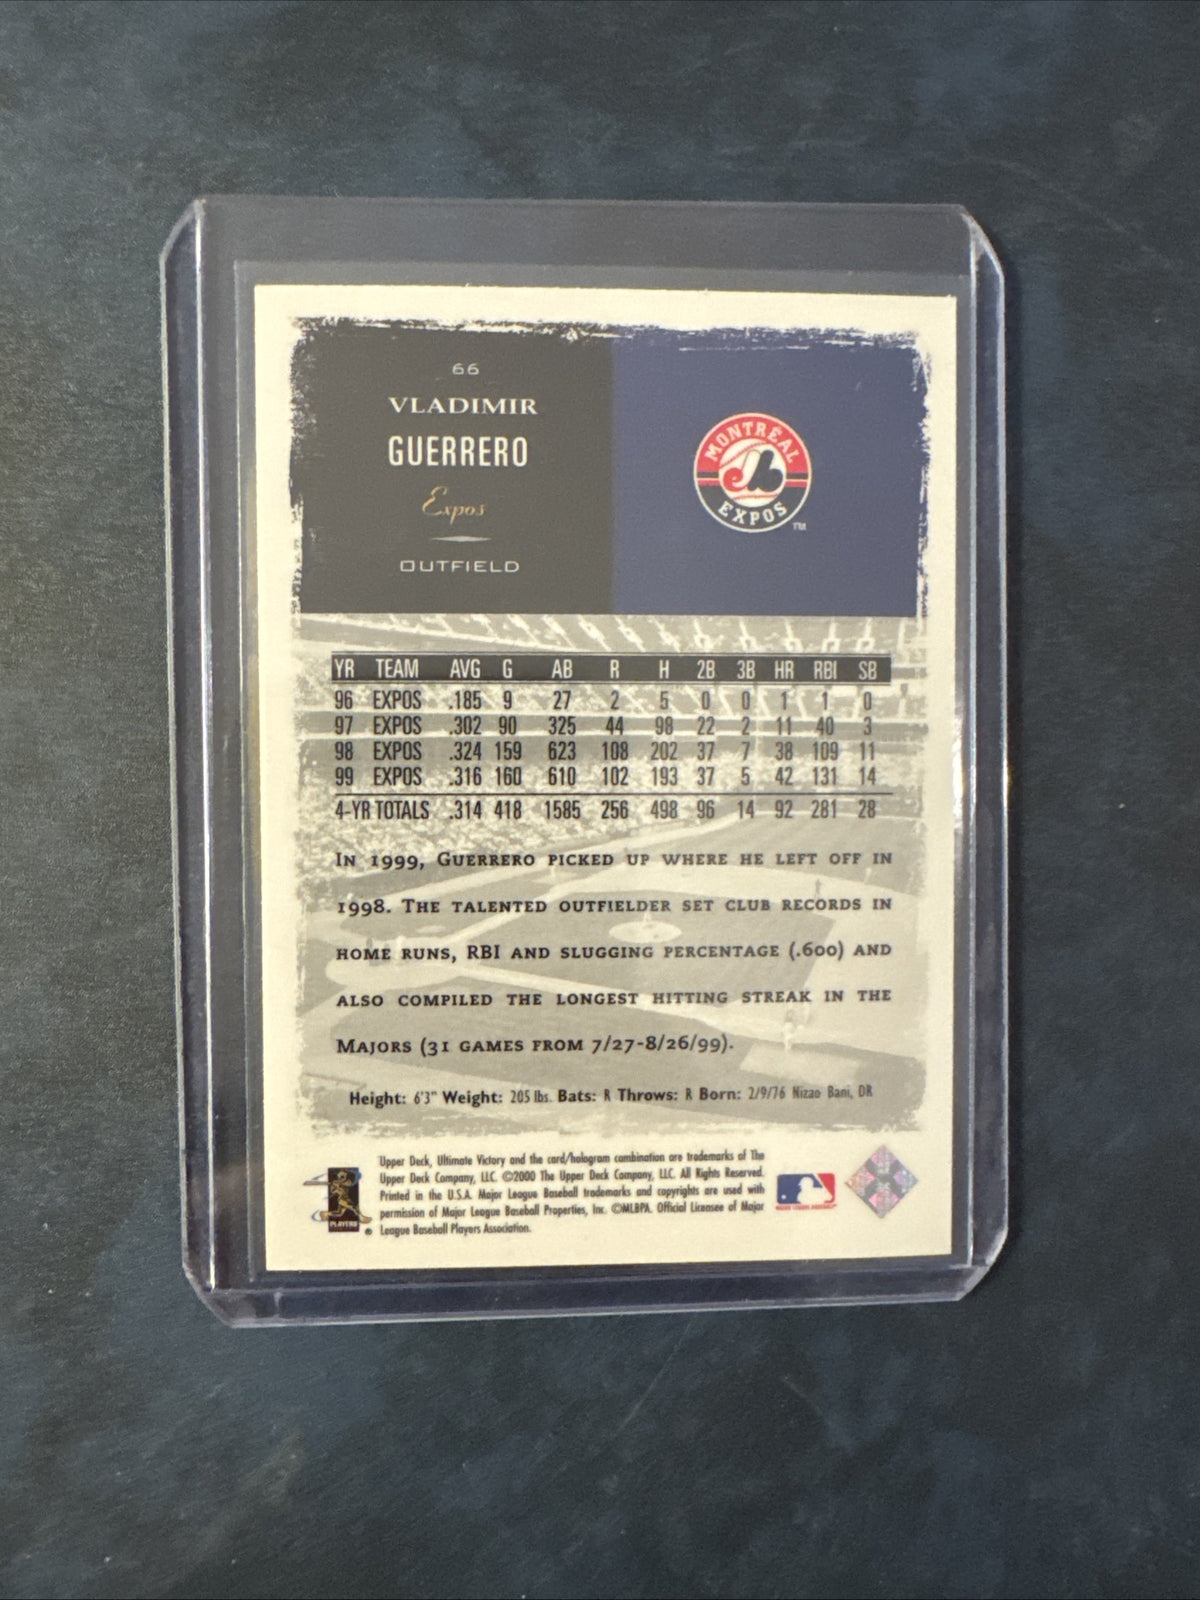 66
VLADIMIR
GUERRERO
Expos
OUTFIELD
MONTRÉAL
EXPOS
TM
YR TEAM AVG G AB R H 2B 3B HR RBI SB
96 EXPOS .185 9 27 2 5 0 0 1 1 0
97 EXPOS .302 90 325 44 98 22 2 11 40 3
98 EXPOS .324 159 623 108 202 37 7 38 109 11
99 EXPOS .316 160 610 102 193 37 5 42 131 14
4-YR TOTALS .314 418 1585 256 498 96 14 92 281 28
In 1999, Guerrero picked up where he left off in
1998. The talented outfielder set club records in
home runs, RBI and slugging percentage (.600) and
also compiled the longest hitting streak in the
Majors (31 games from 7/27-8/26/99).
Height: 6'3" Weight: 205 lbs. Bats: R Throws: R Born: 2/9/76 Nizao Bani, DR
Upper Deck, Ultimate Victory and the card/hologram combination are trademarks of The
Upper Deck Company, LLC. ©2000 The Upper Deck Company, LLC. All Rights Reserved.
Printed in the U.S.A. Major League Baseball trademarks and copyrights are used with
permission of Major League Baseball Properties, Inc. ©MLBPA. Official Licensee of Major
League Baseball Players Association.
PLAYERS
®